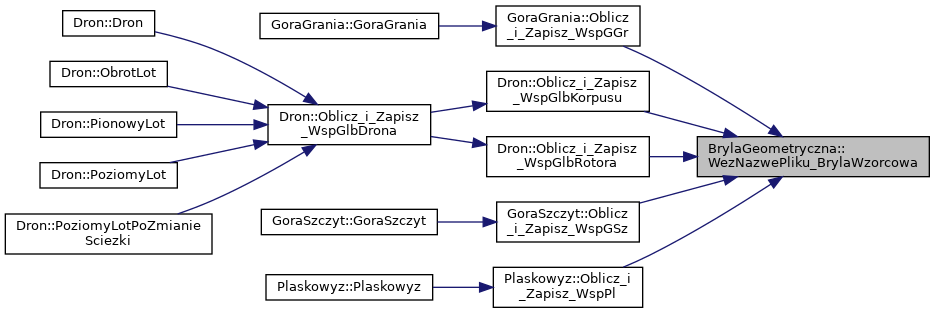 Dron::Dron
Dron::ObrotLot
Dron::PionowyLot
Dron::PoziomyLot
Dron::PoziomyLotPoZmianie
Sciezki
GoraGrania::GoraGrania
Dron::Oblicz_i_Zapisz
_WspGlbDrona
GoraSzczyt::GoraSzczyt
Plaskowyz::Plaskowyz
GoraGrania::Oblicz
_i_Zapisz_WspGGr
Dron::Oblicz_i_Zapisz
_WspGlbKorpusu
Dron::Oblicz_i_Zapisz
_WspGlbRotora
GoraSzczyt::Oblicz
_i_Zapisz_WspGSz
Plaskowyz::Oblicz_i
_Zapisz_WspPl
BrylaGeometryczna::
WezNazwePliku_BrylaWzorcowa